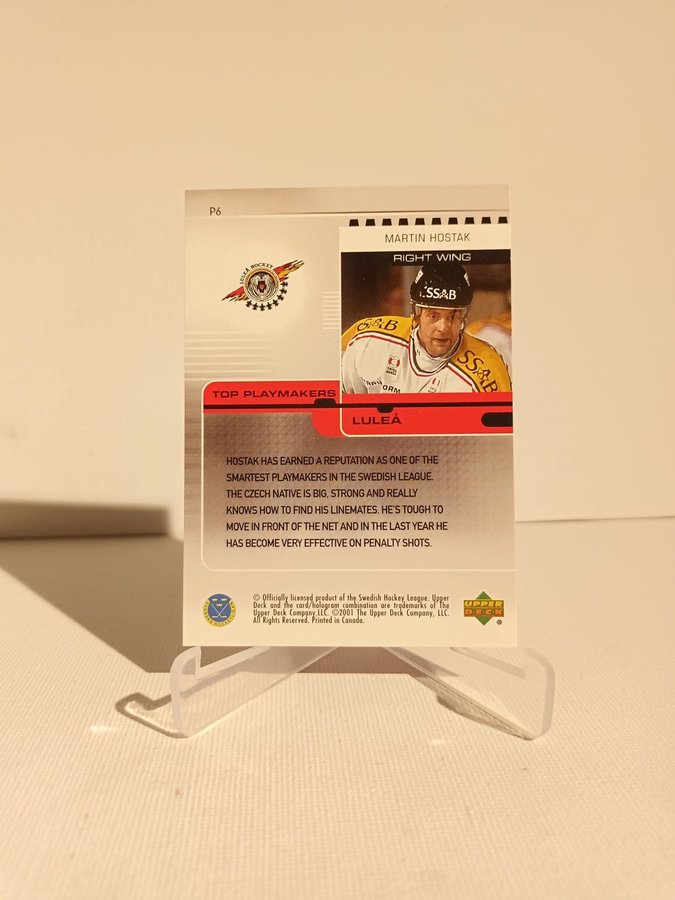 P6
MARTIN HOSTAK
RIGHT WING
LULEÅ HOCKEY
SSAB
SSAB
SSAB
TOP PLAYMAKERS
LULEÅ
HOSTAK HAS EARNED A REPUTATION AS ONE OF THE
SMARTEST PLAYMAKERS IN THE SWEDISH LEAGUE.
THE CZECH NATIVE IS BIG, STRONG AND REALLY
KNOWS HOW TO FIND HIS LINEMATES. HE'S TOUGH TO
MOVE IN FRONT OF THE NET AND IN THE LAST YEAR HE
HAS BECOME VERY EFFECTIVE ON PENALTY SHOTS.
© Officially licensed product of the Swedish Hockey League. Upper
Deck and the card/hologram combination are trademarks of The
Upper Deck Company,LLC. ©2001 The Upper Deck Company, LLC.
All Rights Reserved. Printed in Canada.
UPPER
DECK
®